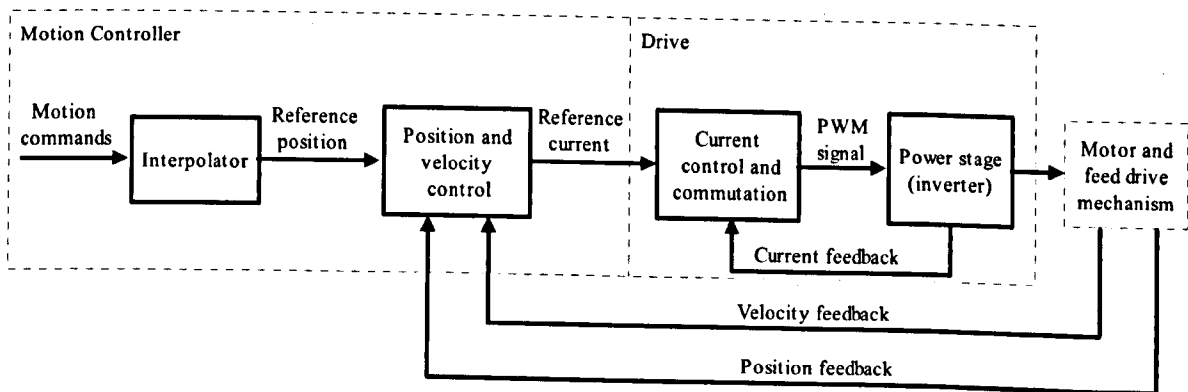 Motion Controller
Drive
Motion
commands
Interpolator
Reference
position
Position and
velocity
control
Reference
current
Current
control and
commutation
PWM
signal
Power stage
(inverter)
Motor and
feed drive
mechanism
Current feedback
Velocity feedback
Position feedback